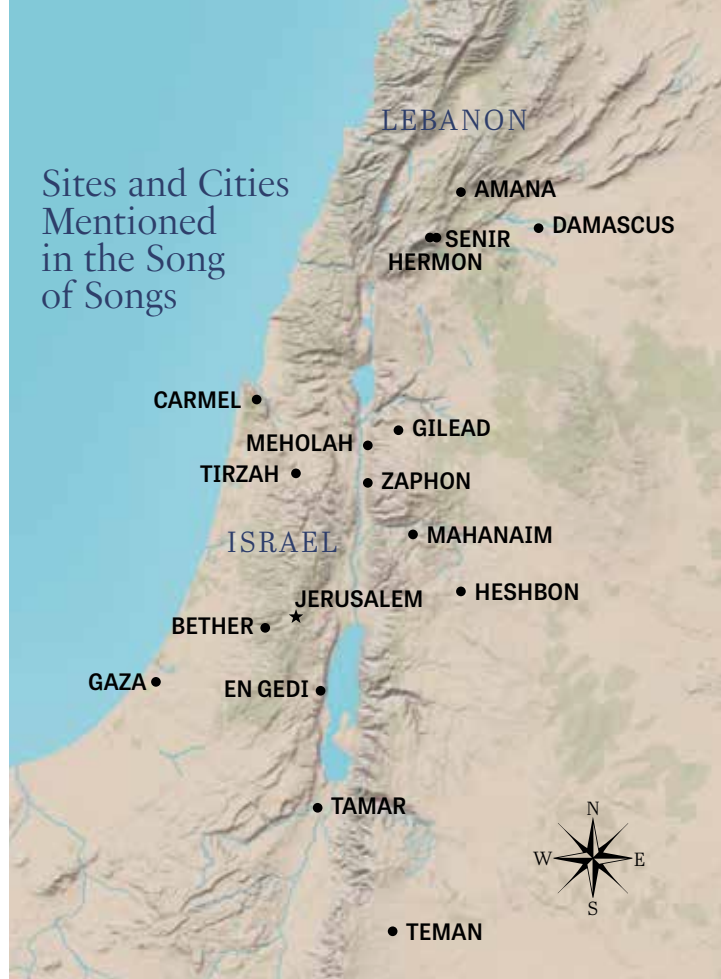 LEBANON
Sites and Cities
Mentioned
in the Song
of Songs
AMANA
DAMASCUS
SENIR
HERMON
CARMEL
GILEAD
MEHOLAH
TIRZAH
ZAPHON
MAHANAIM
ISRAEL
HESHBON
JERUSALEM
BETHER
GAZA
EN GEDI
TAMAR
N
W E
S
TEMAN